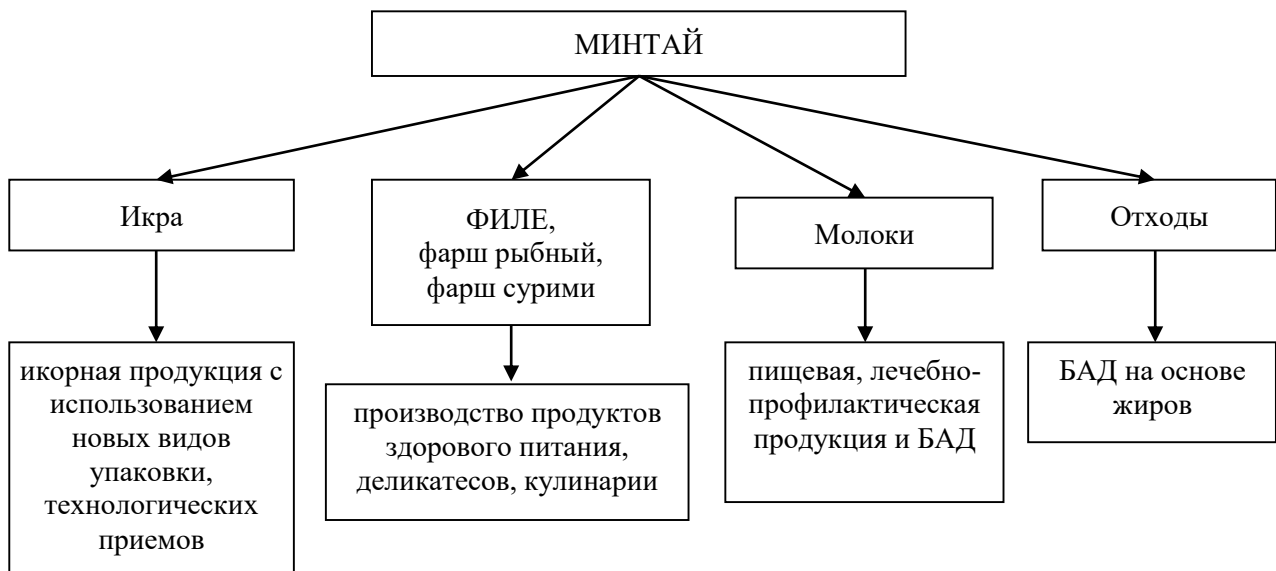 МИНТАЙ
Икра
ФИЛЕ,
фарш рыбный,
фарш сурими
Молоки
Отходы
икорная продукция с
использованием
новых видов
упаковки,
технологических
приемов
производство продуктов
здорового питания,
деликатесов, кулинарии
пищевая, лечебно-
профилактическая
продукция и БАД
БАД на основе
жиров